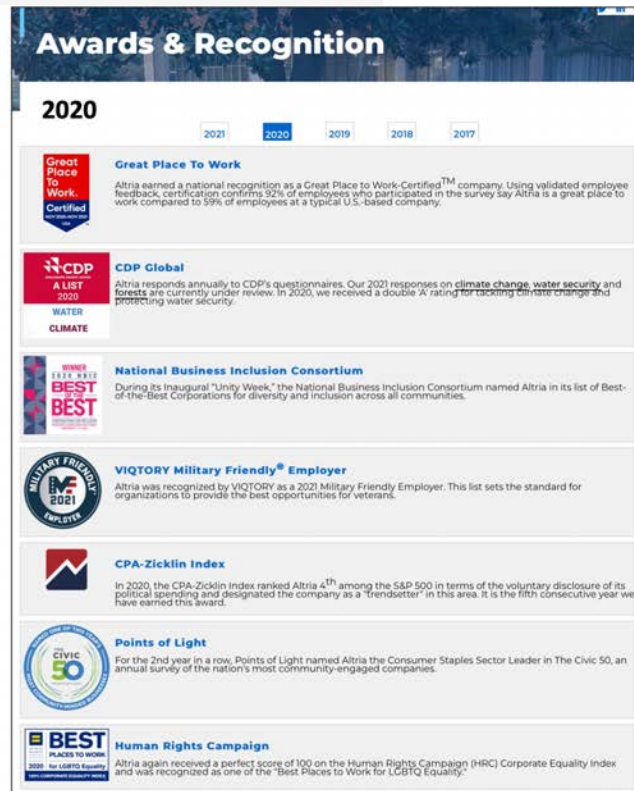 Awards & Recognition
2020
2021 2020 2019 2018 2017
Great
Place
To
Work.
Certified
NOV 2020-NOV 2021
USA
Great Place To Work
Altria earned a national recognition as a Great Place to Work-Certified™ company. Using validated employee
feedback, certification confirms 92% of employees who participated in the survey say Altria is a great place to
work compared to 59% of employees at a typical U.S.-based company.
CDP
A LIST
2020
WATER
CLIMATE
CDP Global
Altria responds annually to CDP's questionnaires. Our 2021 responses on climate change, water security and
forests are currently under review. In 2020, we received a double 'A' rating for tackling climate change and
protecting water security.
WINNER
2020 NBIC
BEST
OF THE
BEST
National Business Inclusion Consortium
During its Inaugural "Unity Week," the National Business Inclusion Consortium named Altria in its list of Best-
of-the-Best Corporations for diversity and inclusion across all communities.
MILITARY FRIENDLY
2021
EMPLOYER
VIQTORY Military Friendly® Employer
Altria was recognized by VIQTORY as a 2021 Military Friendly Employer. This list sets the standard for
organizations to provide the best opportunities for veterans.
CPA-Zicklin Index
In 2020, the CPA-Zicklin Index ranked Altria 4th among the S&P 500 in terms of the voluntary disclosure of its
political spending and designated the company as a "trendsetter" in this area. It is the fifth consecutive year we
have earned this award.
THE
CIVIC
50
Points of Light
For the 2nd year in a row, Points of Light named Altria the Consumer Staples Sector Leader in The Civic 50, an
annual survey of the nation's most community-engaged companies.
BEST
PLACES TO WORK
2020 for LGBTQ Equality
100% CORPORATE EQUALITY INDEX
Human Rights Campaign
Altria again received a perfect score of 100 on the Human Rights Campaign (HRC) Corporate Equality Index
and was recognized as one of the "Best Places to Work for LGBTQ Equality."